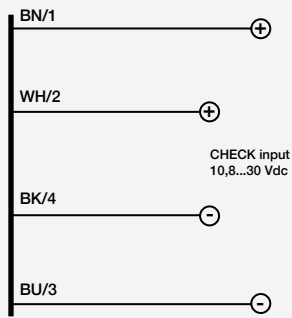 BN/1
+
WH/2
+
CHECK input
10,8...30 Vdc
BK/4
-
BU/3
-